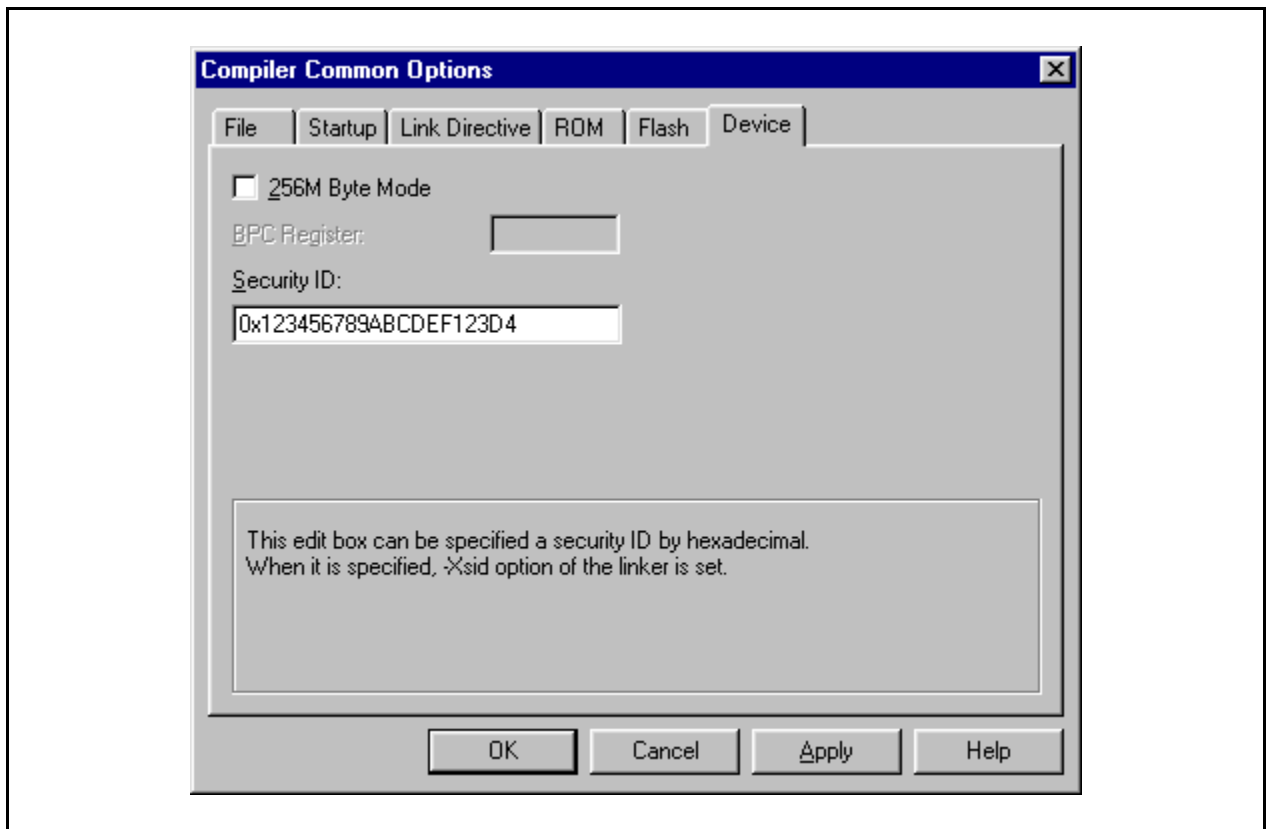 Compiler Common Options
File Startup Link Directive ROM Flash Device
256M Byte Mode
BPC Register:
Security ID:
0x123456789ABCDEF123D4
This edit box can be specified a security ID by hexadecimal.
When it is specified, -Xsid option of the linker is set.
OK Cancel Apply Help